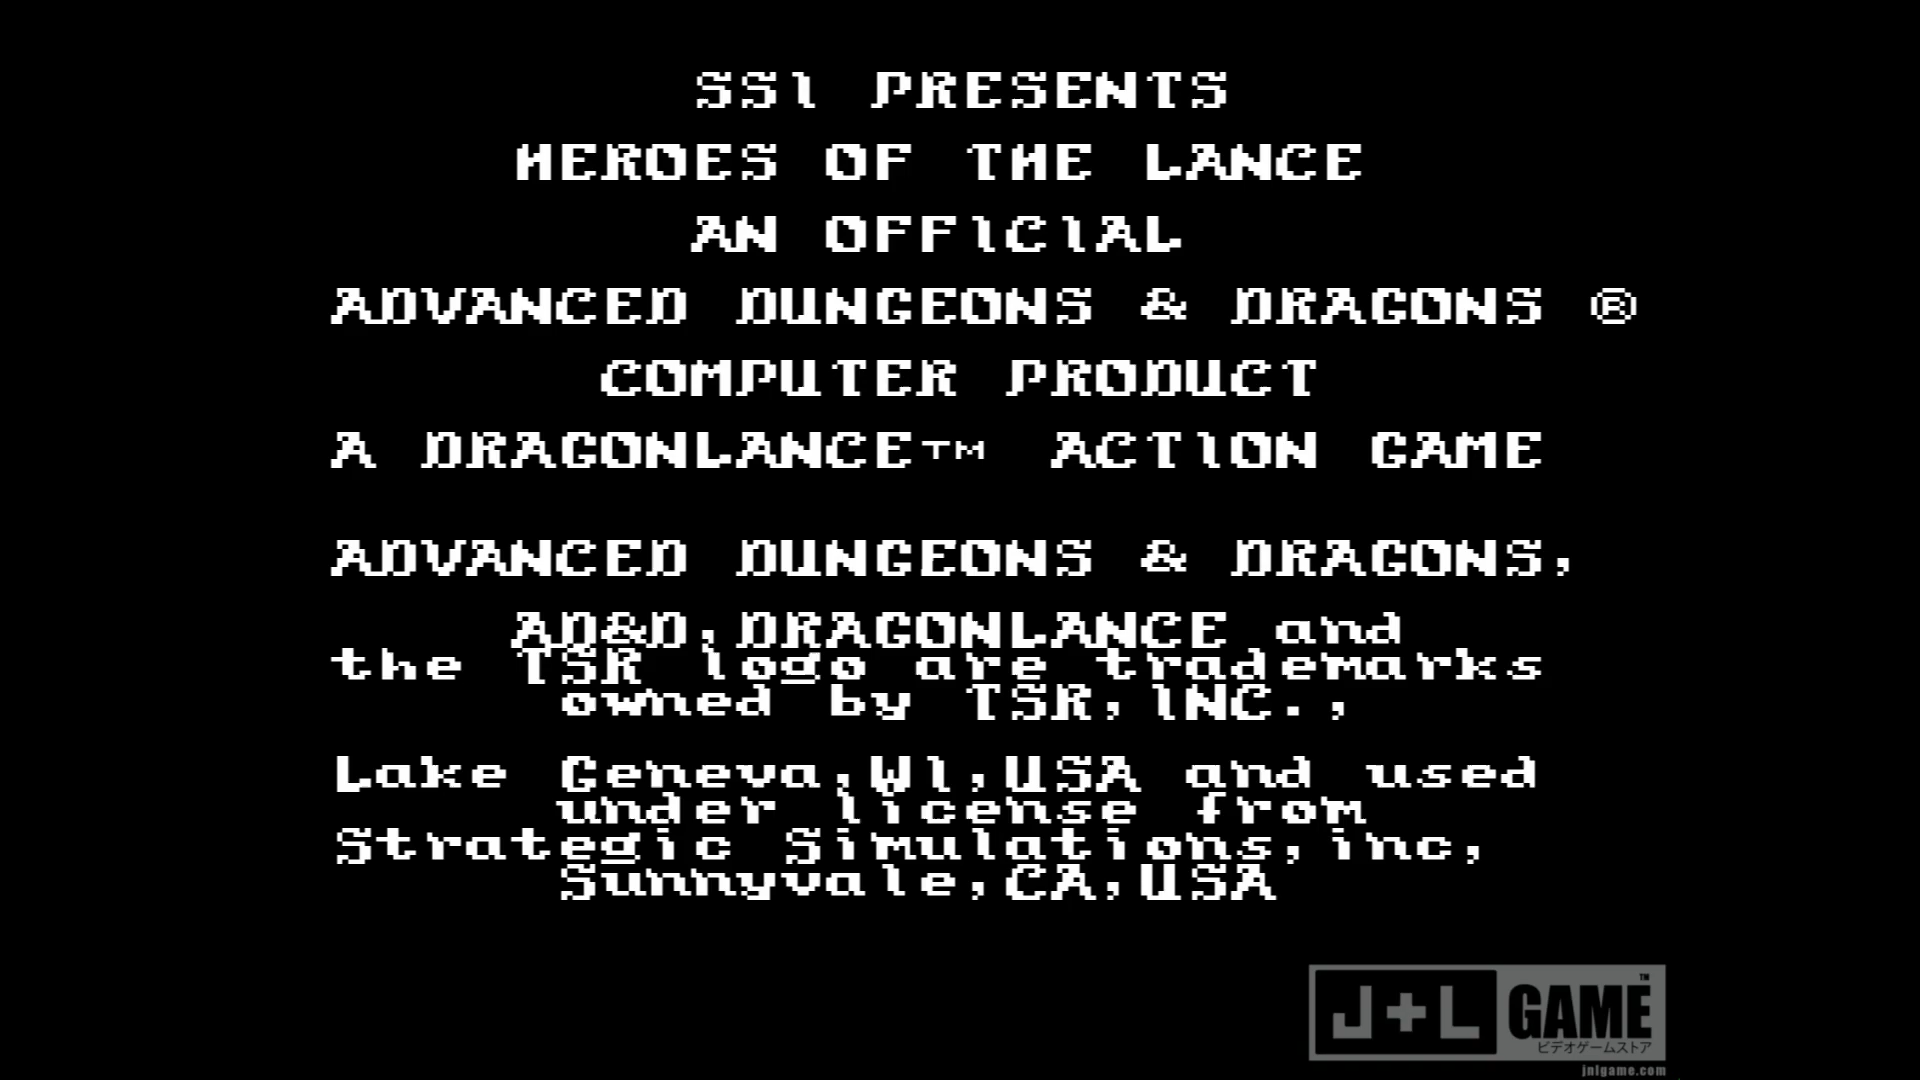 SSI PRESENTS
HEROES OF THE LANCE
AN OFFICIAL
ADVANCED DUNGEONS & DRAGONS ®
COMPUTER PRODUCT
A DRAGONLANCE™ ACTION GAME
ADVANCED DUNGEONS & DRAGONS,
AD&D,DRAGONLANCE and
the TSR logo are trademarks
owned by TSR,INC.,
Lake Geneva,WI,USA and used
under license from
Strategic Simulations,inc,
Sunnyvale,CA,USA
J+L GAME™
ビデオゲームストア
jnlgame.com